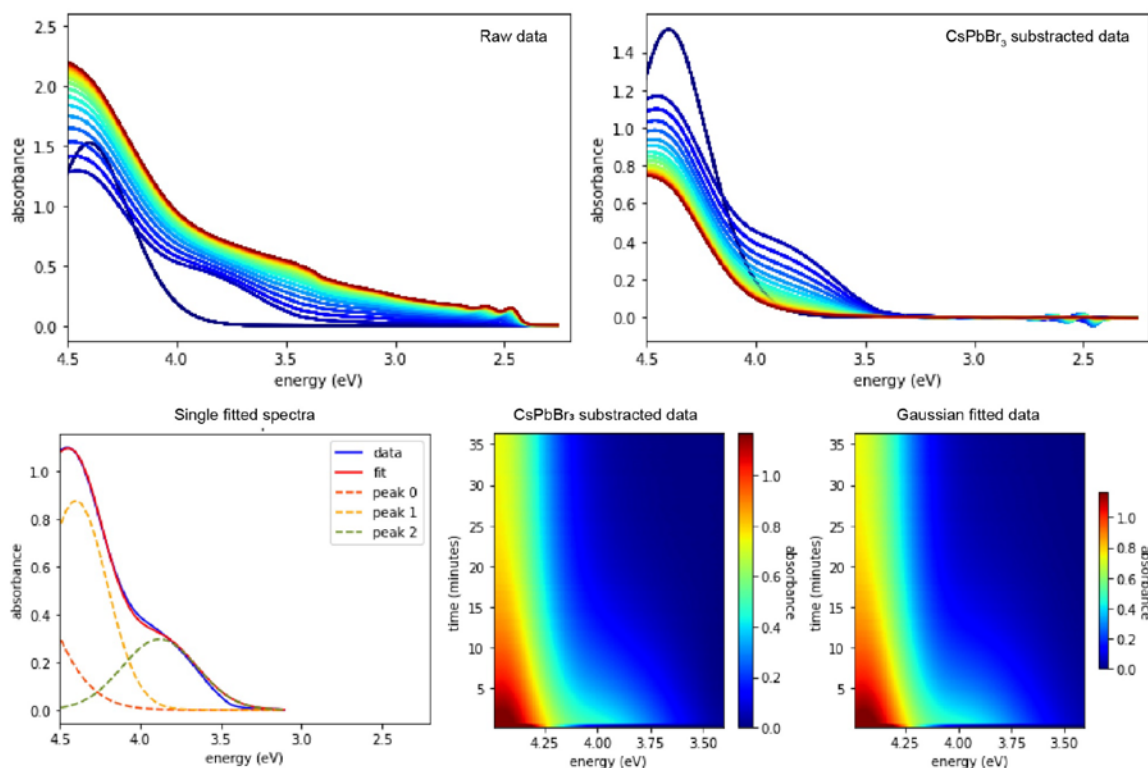 Raw data
2.5
2.0
1.5
1.0
0.5
0.0
absorbance
4.5 4.0 3.5 3.0 2.5
energy (eV)
CsPbBr₃ substracted data
1.4
1.2
1.0
0.8
0.6
0.4
0.2
0.0
absorbance
4.5 4.0 3.5 3.0 2.5
energy (eV)
Single fitted spectra
1.0
0.8
0.6
0.4
0.2
0.0
absorbance
data
fit
peak 0
peak 1
peak 2
4.5 4.0 3.5 3.0 2.5
energy (eV)
CsPbBr₃ substracted data
35
30
25
20
15
10
5
time (minutes)
4.25 4.00 3.75 3.50
energy (eV)
1.0
0.8
0.6
0.4
0.2
0.0
absorbance
Gaussian fitted data
35
30
25
20
15
10
5
time (minutes)
4.25 4.00 3.75 3.50
energy (eV)
1.0
0.8
0.6
0.4
0.2
0.0
absorbance